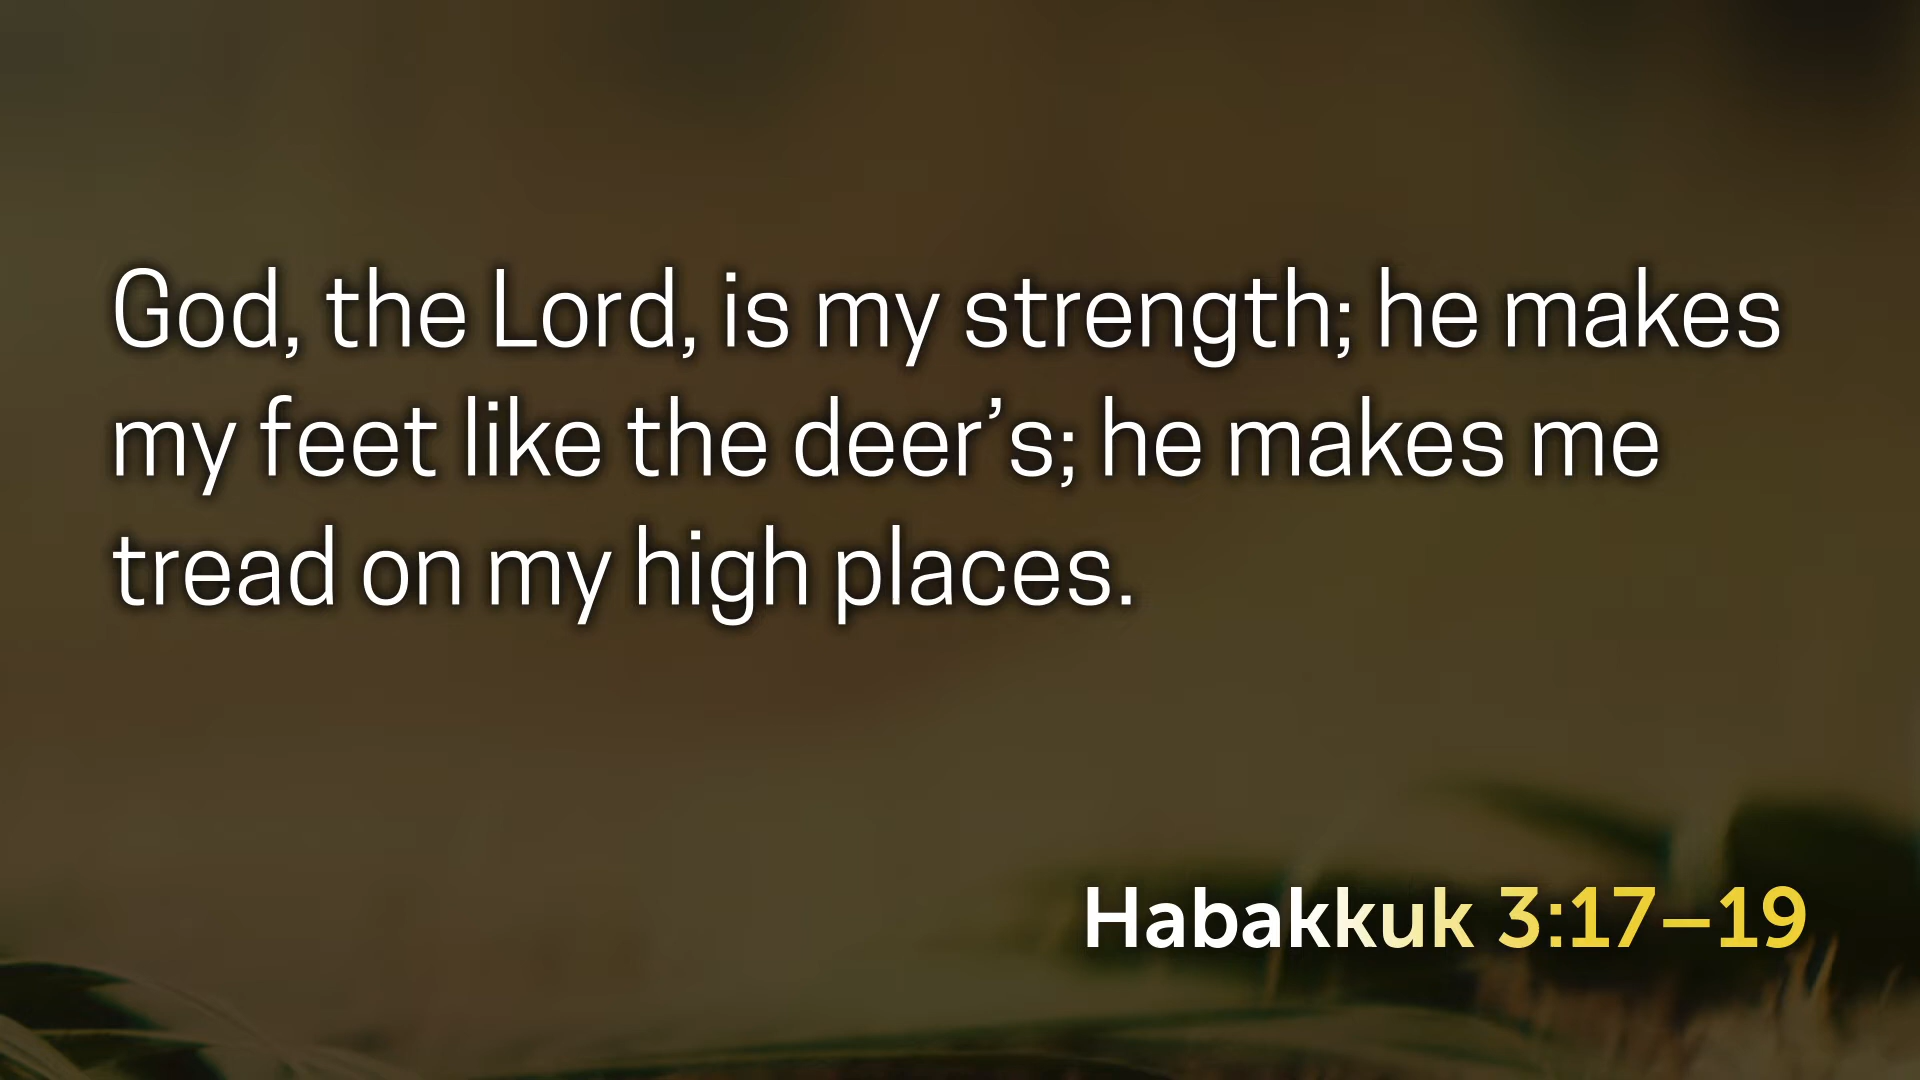 God, the Lord, is my strength; he makes
my feet like the deer’s; he makes me
tread on my high places.
Habakkuk 3:17–19